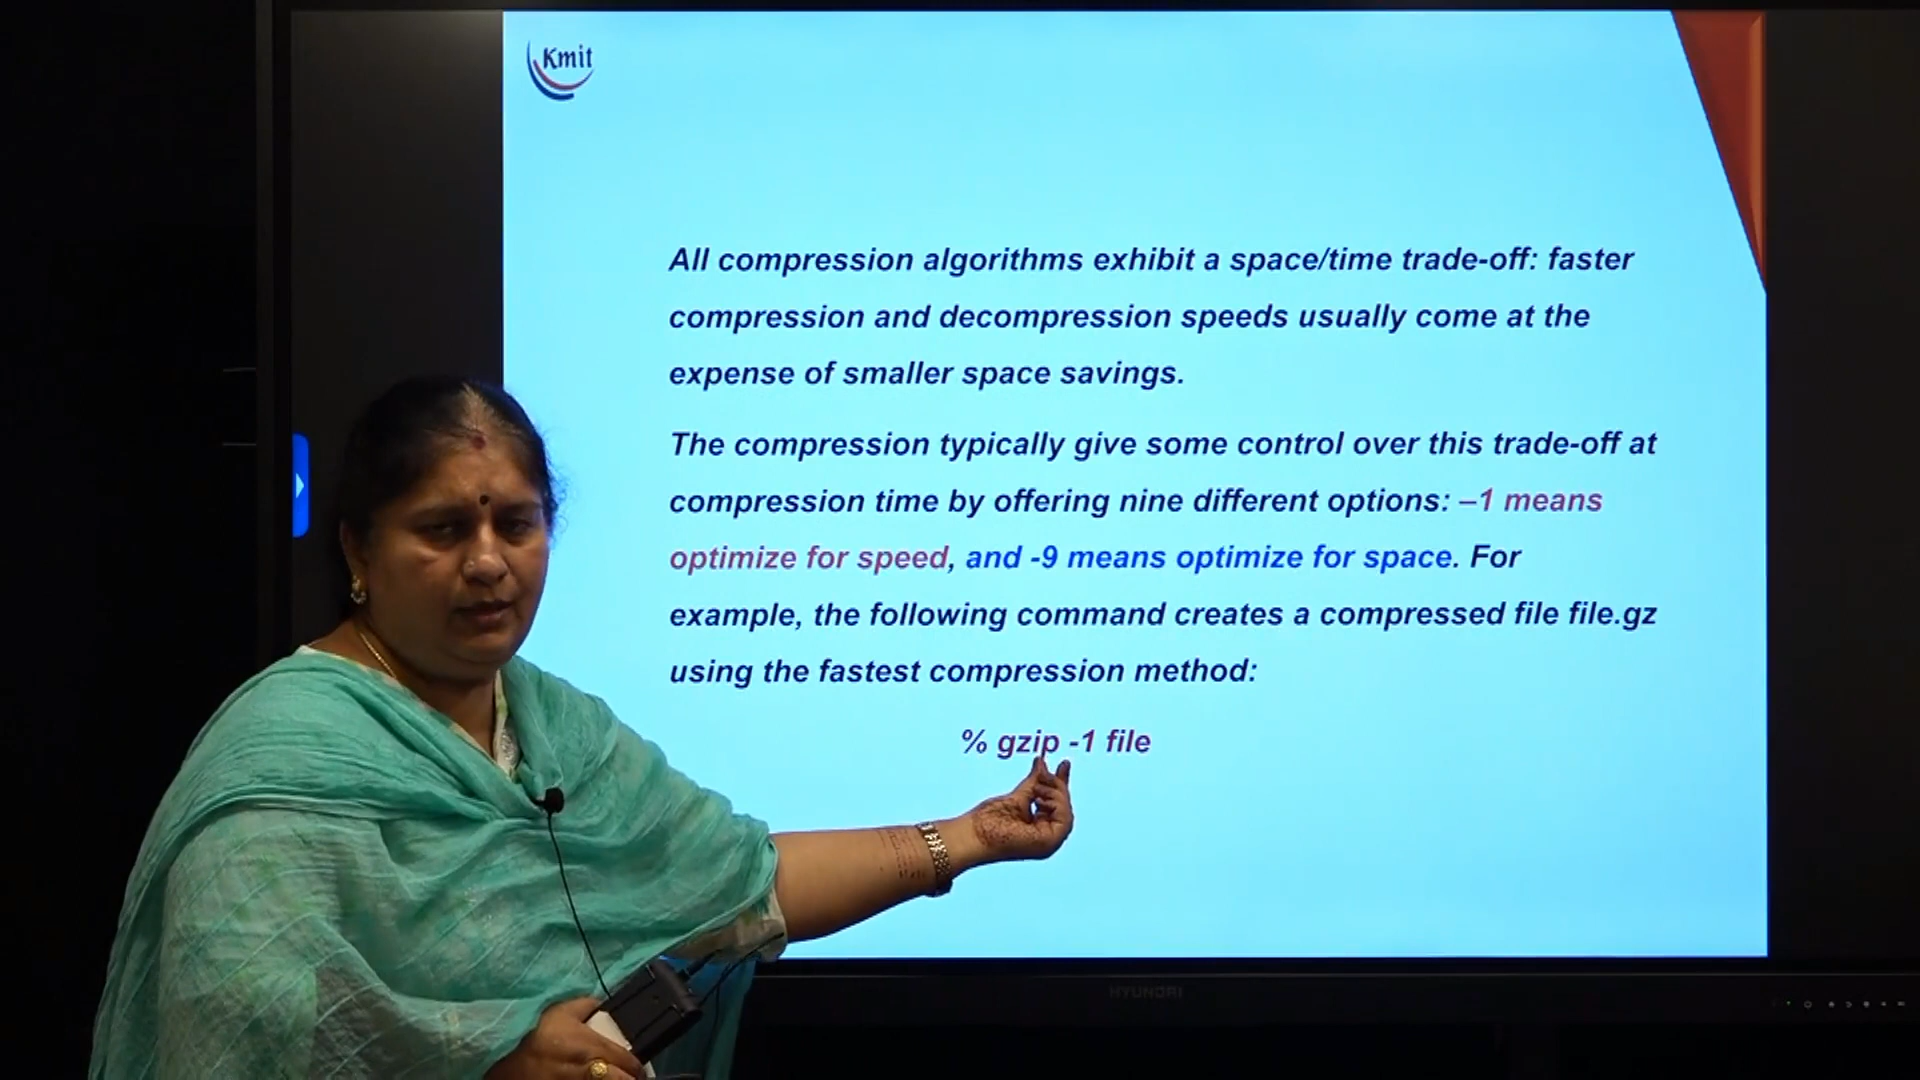 Kmit
All compression algorithms exhibit a space/time trade-off: faster
compression and decompression speeds usually come at the
expense of smaller space savings.
The compression typically give some control over this trade-off at
compression time by offering nine different options: –1 means
optimize for speed, and -9 means optimize for space. For
example, the following command creates a compressed file file.gz
using the fastest compression method:
% gzip -1 file
HYUNDAI